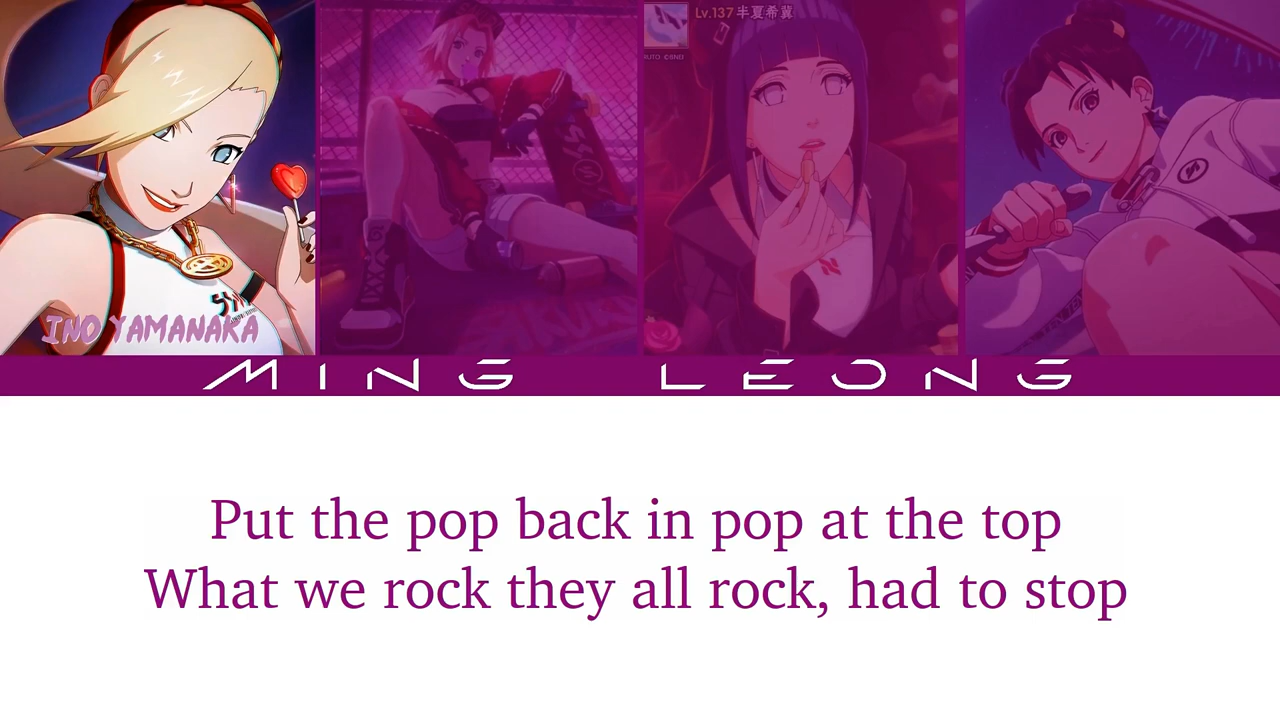 Lv.137 半夏希冀
INO YAMANAKA
MING LEONG
Put the pop back in pop at the top
What we rock they all rock, had to stop